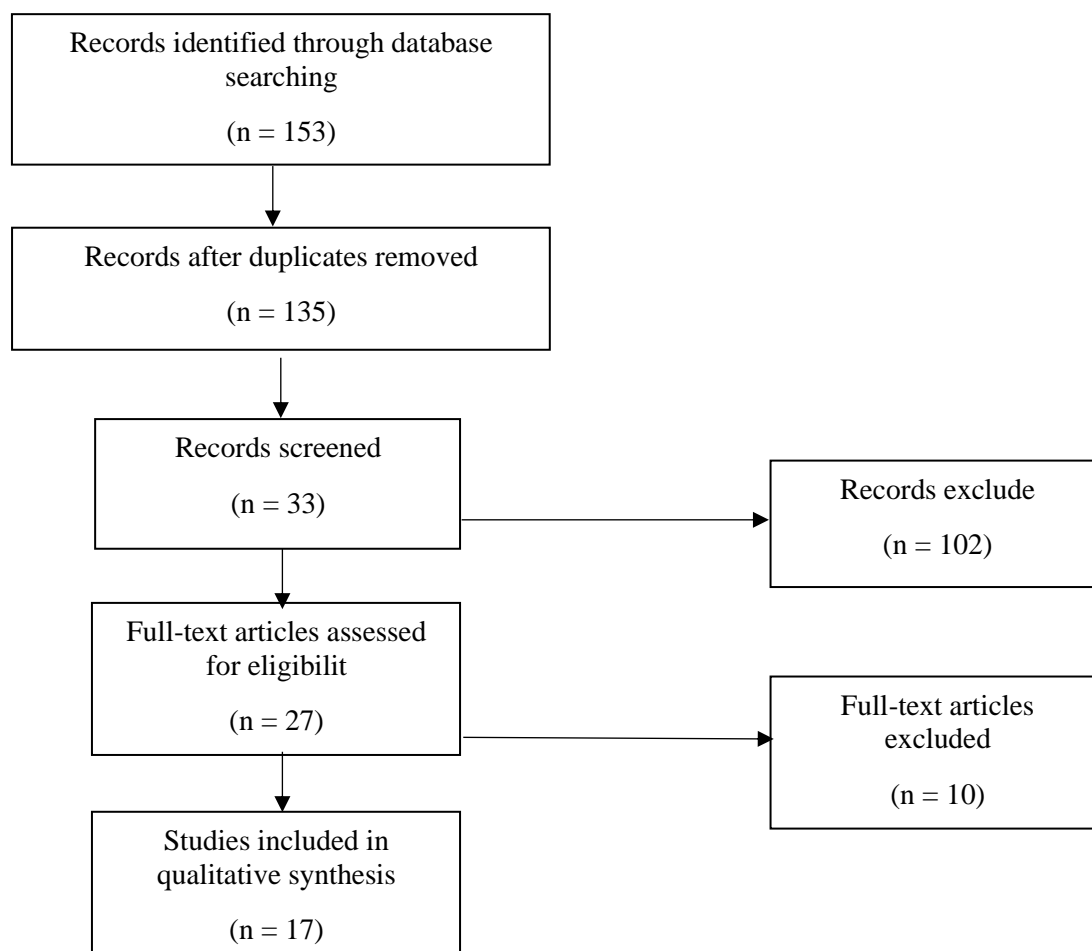 Records identified through database
searching
(n = 153)
Records after duplicates removed
(n = 135)
Records screened
(n = 33)
Records exclude
(n = 102)
Full-text articles assessed
for eligibilit
(n = 27)
Full-text articles
excluded
(n = 10)
Studies included in
qualitative synthesis
(n = 17)